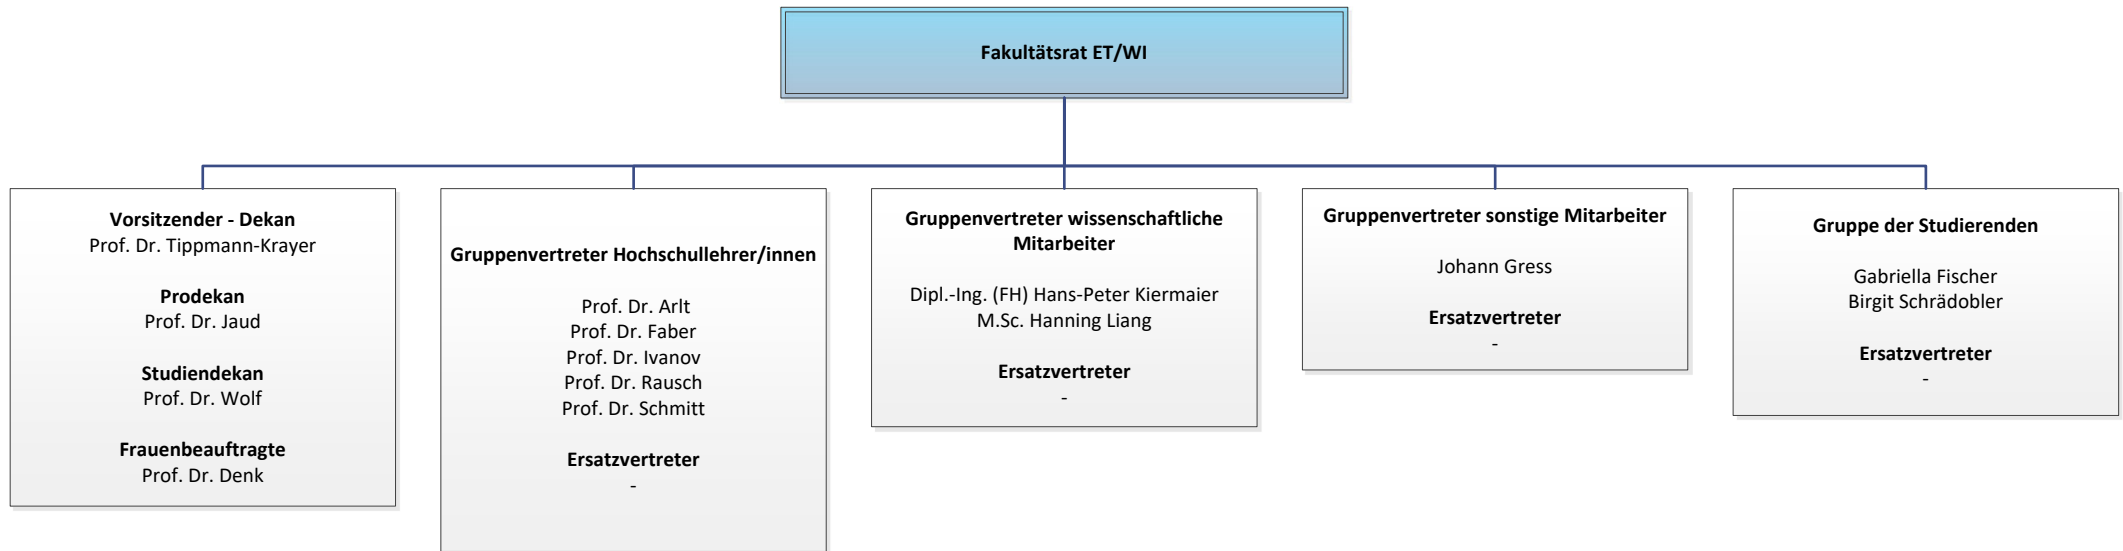 Fakultätsrat ET/WI
Vorsitzender - Dekan
Prof. Dr. Tippmann-Krayer
Prodekan
Prof. Dr. Jaud
Studiendekan
Prof. Dr. Wolf
Frauenbeauftragte
Prof. Dr. Denk
Gruppenvertreter Hochschullehrer/innen
Prof. Dr. Arlt
Prof. Dr. Faber
Prof. Dr. Ivanov
Prof. Dr. Rausch
Prof. Dr. Schmitt
Ersatzvertreter
-
Gruppenvertreter wissenschaftliche
Mitarbeiter
Dipl.-Ing. (FH) Hans-Peter Kiermaier
M.Sc. Hanning Liang
Ersatzvertreter
-
Gruppenvertreter sonstige Mitarbeiter
Johann Gress
Ersatzvertreter
-
Gruppe der Studierenden
Gabriella Fischer
Birgit Schrädobler
Ersatzvertreter
-